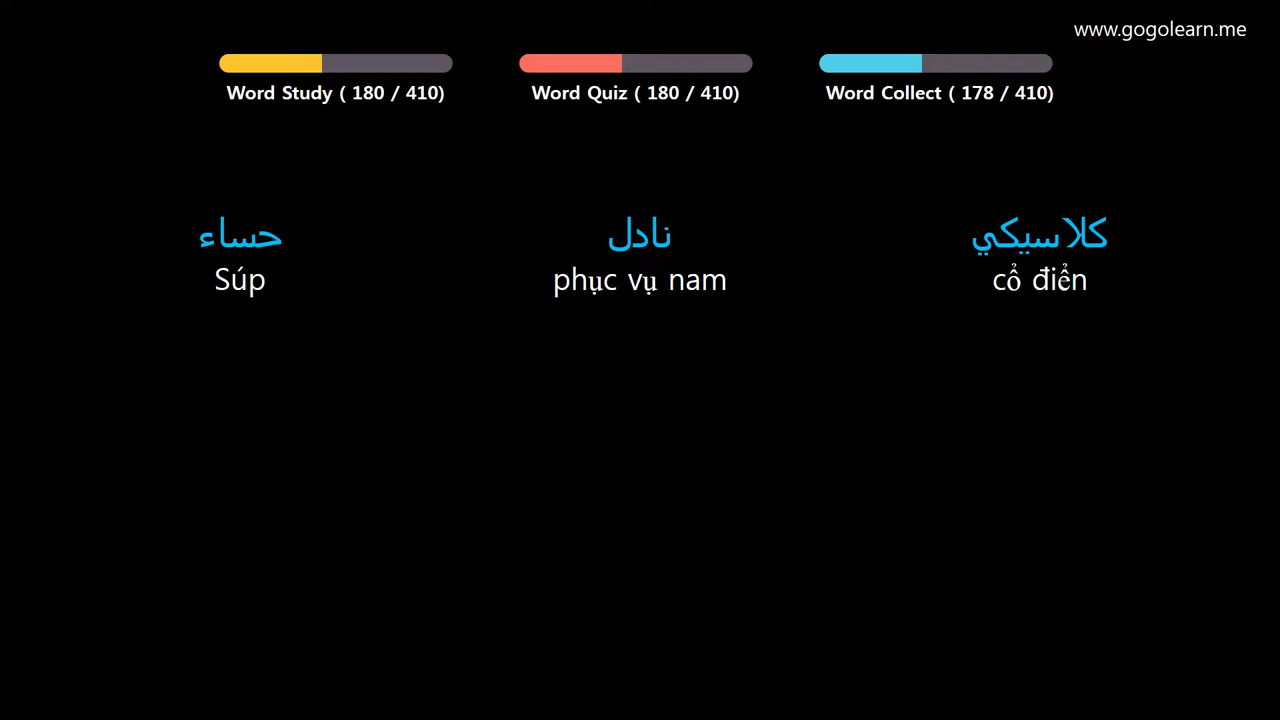 www.gogolearn.me
Word Study ( 180 / 410)
Word Quiz ( 180 / 410)
Word Collect ( 178 / 410)
حساء
Súp
نادل
phục vụ nam
كلاسيكي
cổ điển